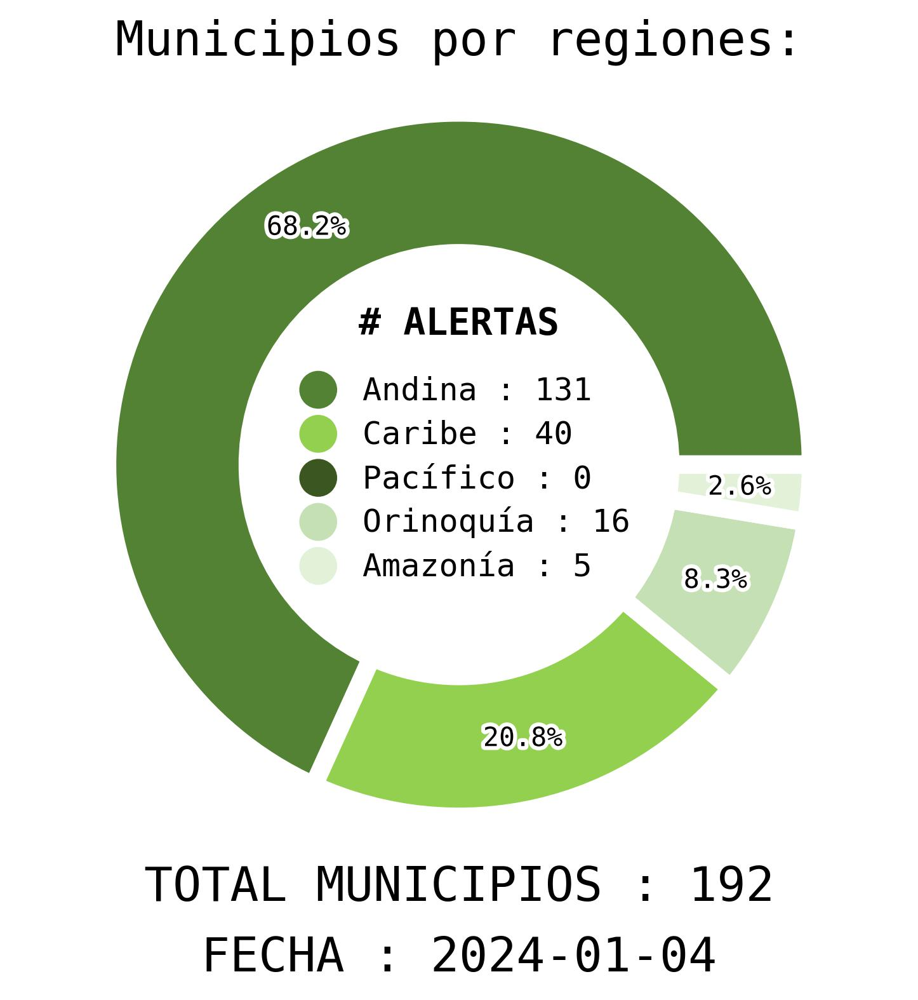 Municipios por regiones:
68.2%
# ALERTAS
Andina : 131
Caribe : 40
Pacífico : 0
Orinoquía : 16
Amazonía : 5
2.6%
8.3%
20.8%
TOTAL MUNICIPIOS : 192
FECHA : 2024-01-04